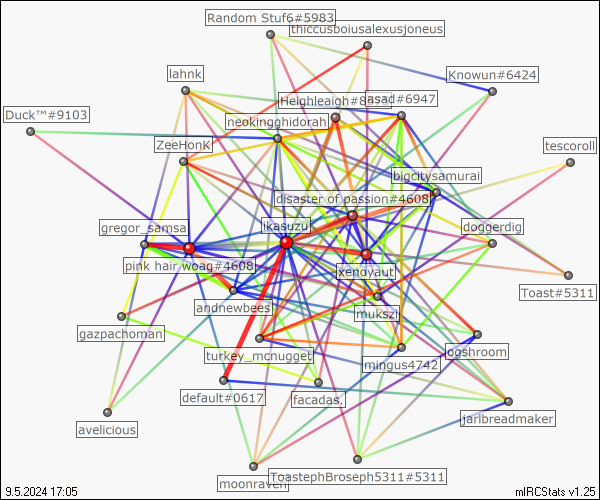 Random Stuf6#5983
thiccusboiusalexusjoneus
lahnk
Knowun#6424
Heighleaigh#8
asad#6947
Duck™#9103
neokingghidorah
ZeeHonK
tescoroll
bigcitysamurai
disaster of passion#4608
gregor_samsa
ikasuzu
doggerdig
pink hair woag#4608
xenoyaut
Toast#5311
andnewbees
mukszi
gazpachoman
turkey_mcnugget
mingus4742
ogshroom
default#0617
facadas.
jarlbreadmaker
avelicious
moonraven
ToastephBroseph5311#5311
9.5.2024 17:05
mIRCStats v1.25